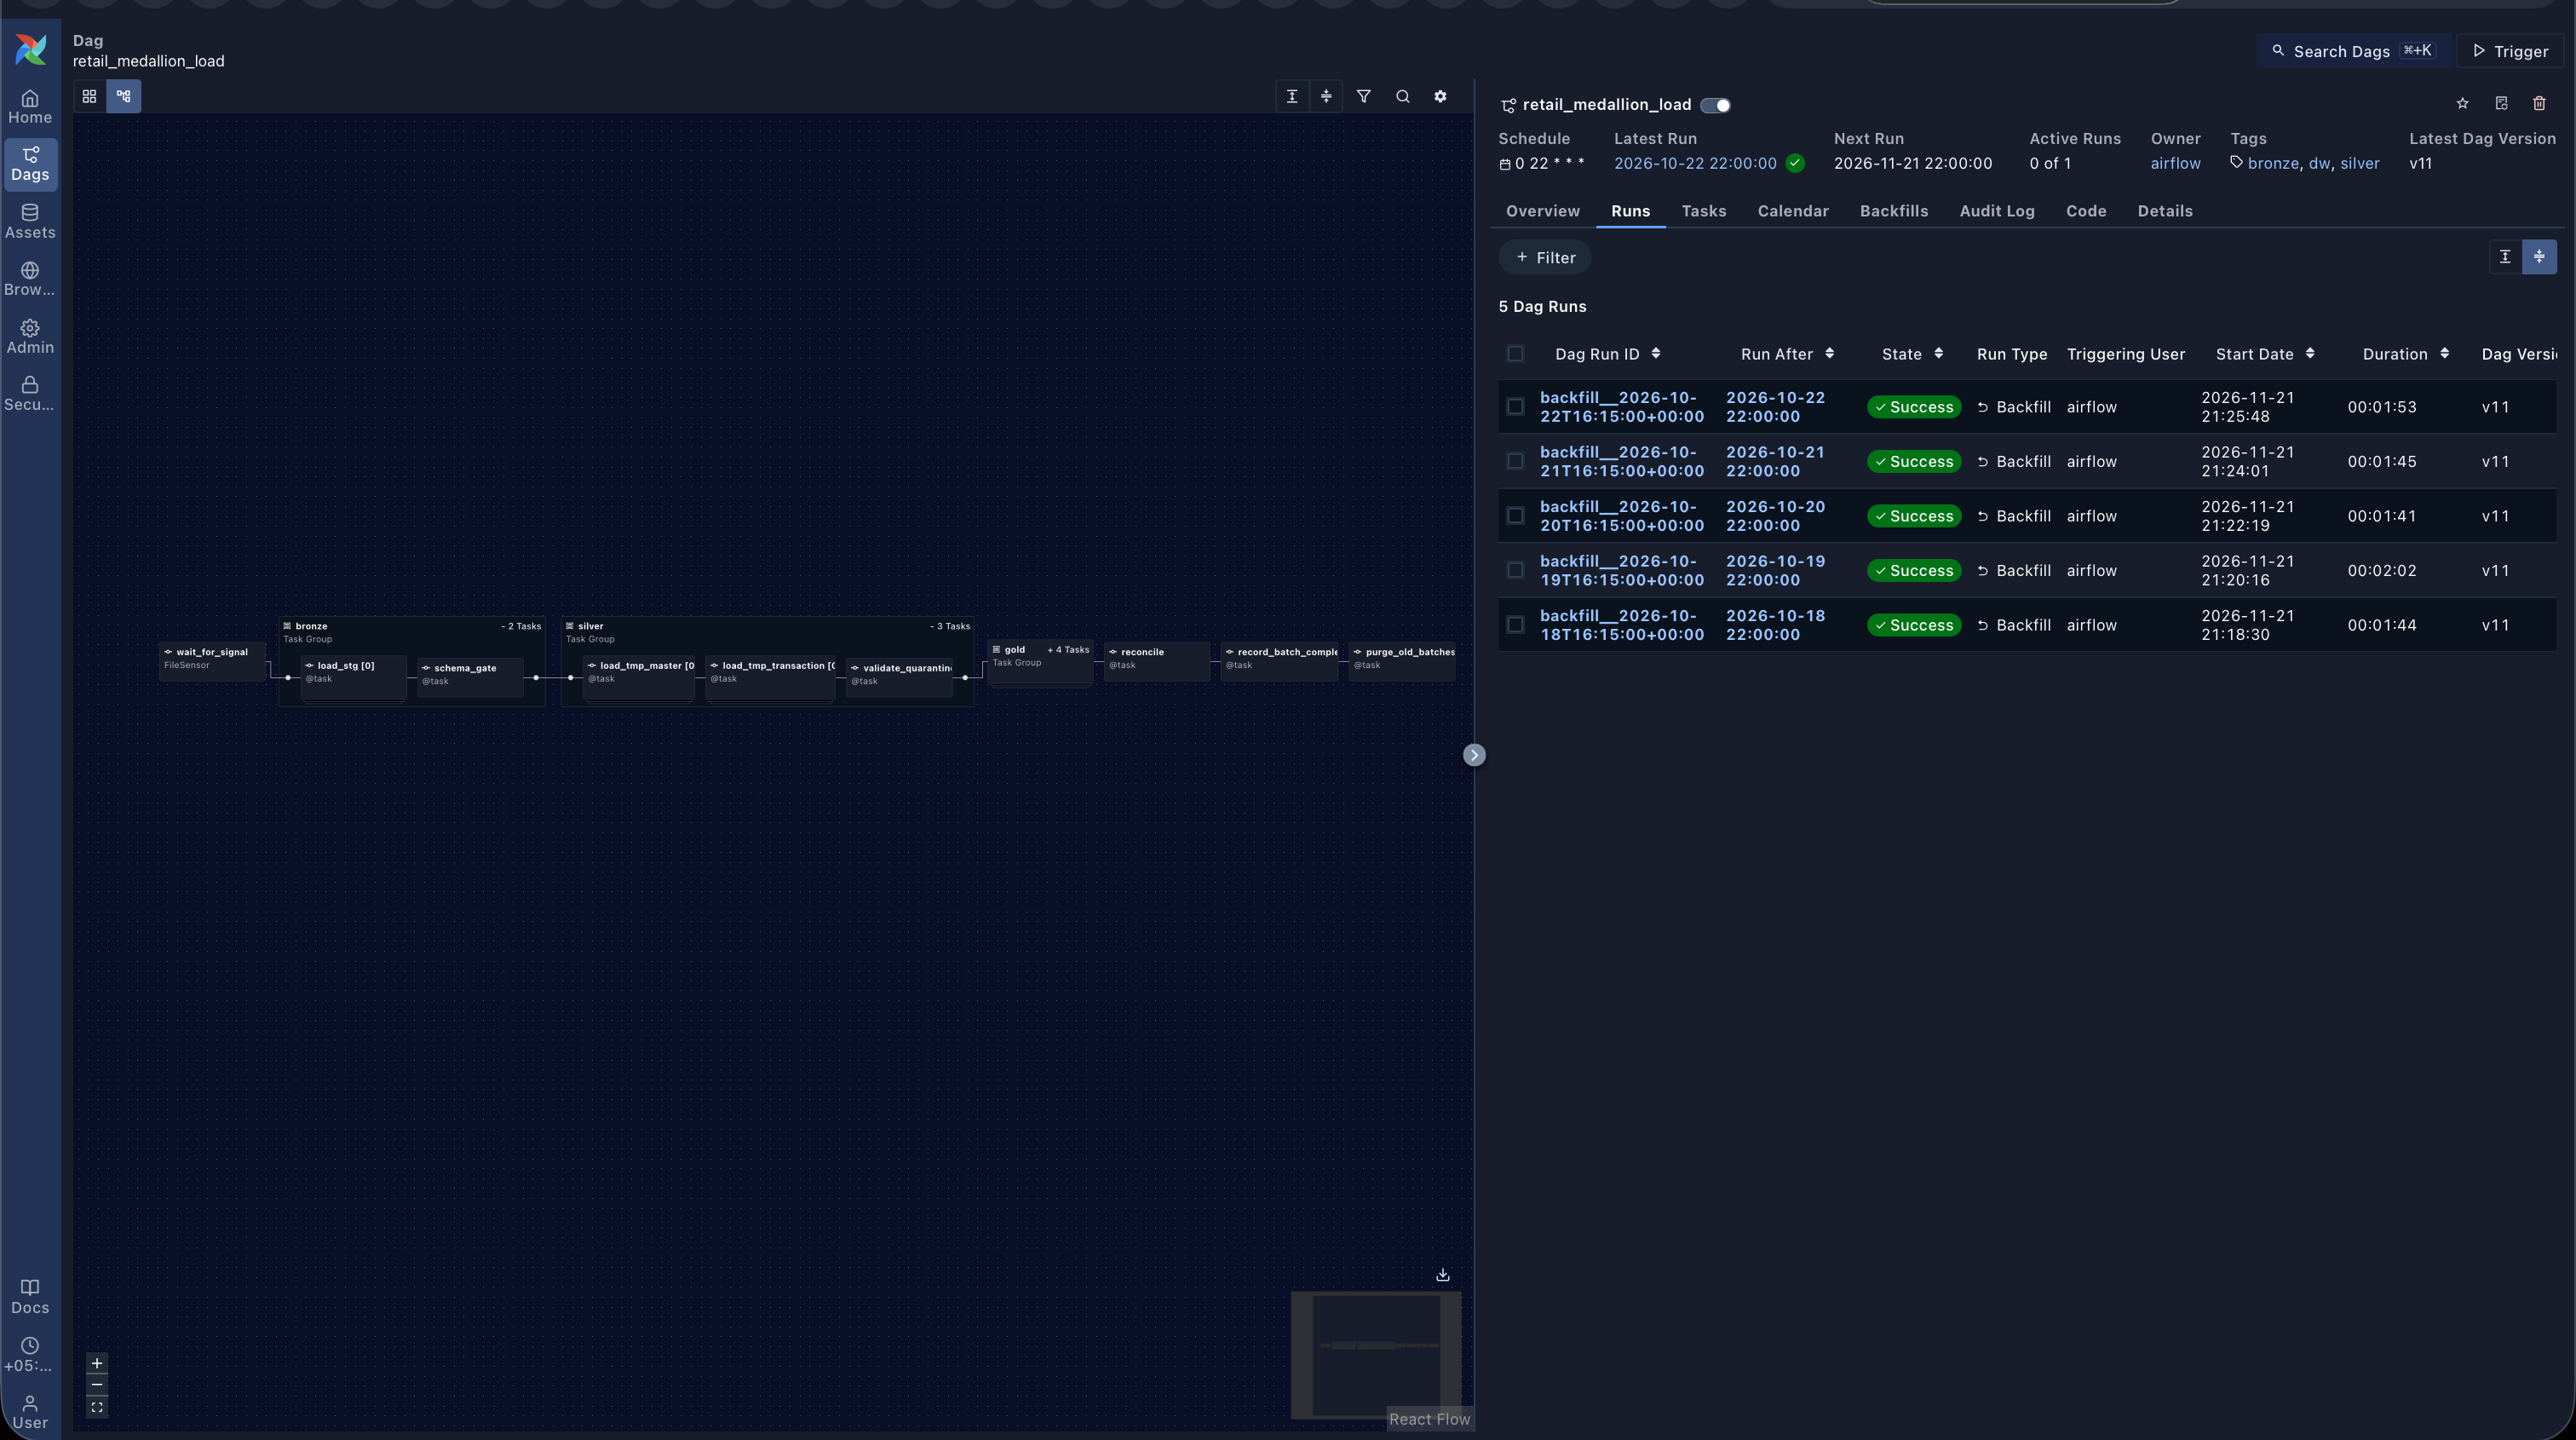 Dag
retail_medallion_load
Search Dags ⌘+K
Trigger
Home
Dags
Assets
Brow...
Admin
Secu...
Docs
+05:...
User
wait_for_signal
FileSensor
bronze - 2 Tasks
Task Group
load_stg [0]
@task
schema_gate
@task
silver - 3 Tasks
Task Group
load_tmp_master [0
@task
load_tmp_transaction [0
@task
validate_quarantin
@task
gold + 4 Tasks
Task Group
reconcile
@task
record_batch_comple
@task
purge_old_batches
@task
React Flow
retail_medallion_load
Schedule Latest Run Next Run Active Runs Owner Tags Latest Dag Version
0 22 * * * 2026-10-22 22:00:00 2026-11-21 22:00:00 0 of 1 airflow bronze, dw, silver v11
Overview Runs Tasks Calendar Backfills Audit Log Code Details
+ Filter
5 Dag Runs
Dag Run ID Run After State Run Type Triggering User Start Date Duration Dag Versi
backfill__2026-10-
22T16:15:00+00:00
2026-10-22
22:00:00
Success
Backfill
airflow
2026-11-21
21:25:48
00:01:53
v11
backfill__2026-10-
21T16:15:00+00:00
2026-10-21
22:00:00
Success
Backfill
airflow
2026-11-21
21:24:01
00:01:45
v11
backfill__2026-10-
20T16:15:00+00:00
2026-10-20
22:00:00
Success
Backfill
airflow
2026-11-21
21:22:19
00:01:41
v11
backfill__2026-10-
19T16:15:00+00:00
2026-10-19
22:00:00
Success
Backfill
airflow
2026-11-21
21:20:16
00:02:02
v11
backfill__2026-10-
18T16:15:00+00:00
2026-10-18
22:00:00
Success
Backfill
airflow
2026-11-21
21:18:30
00:01:44
v11